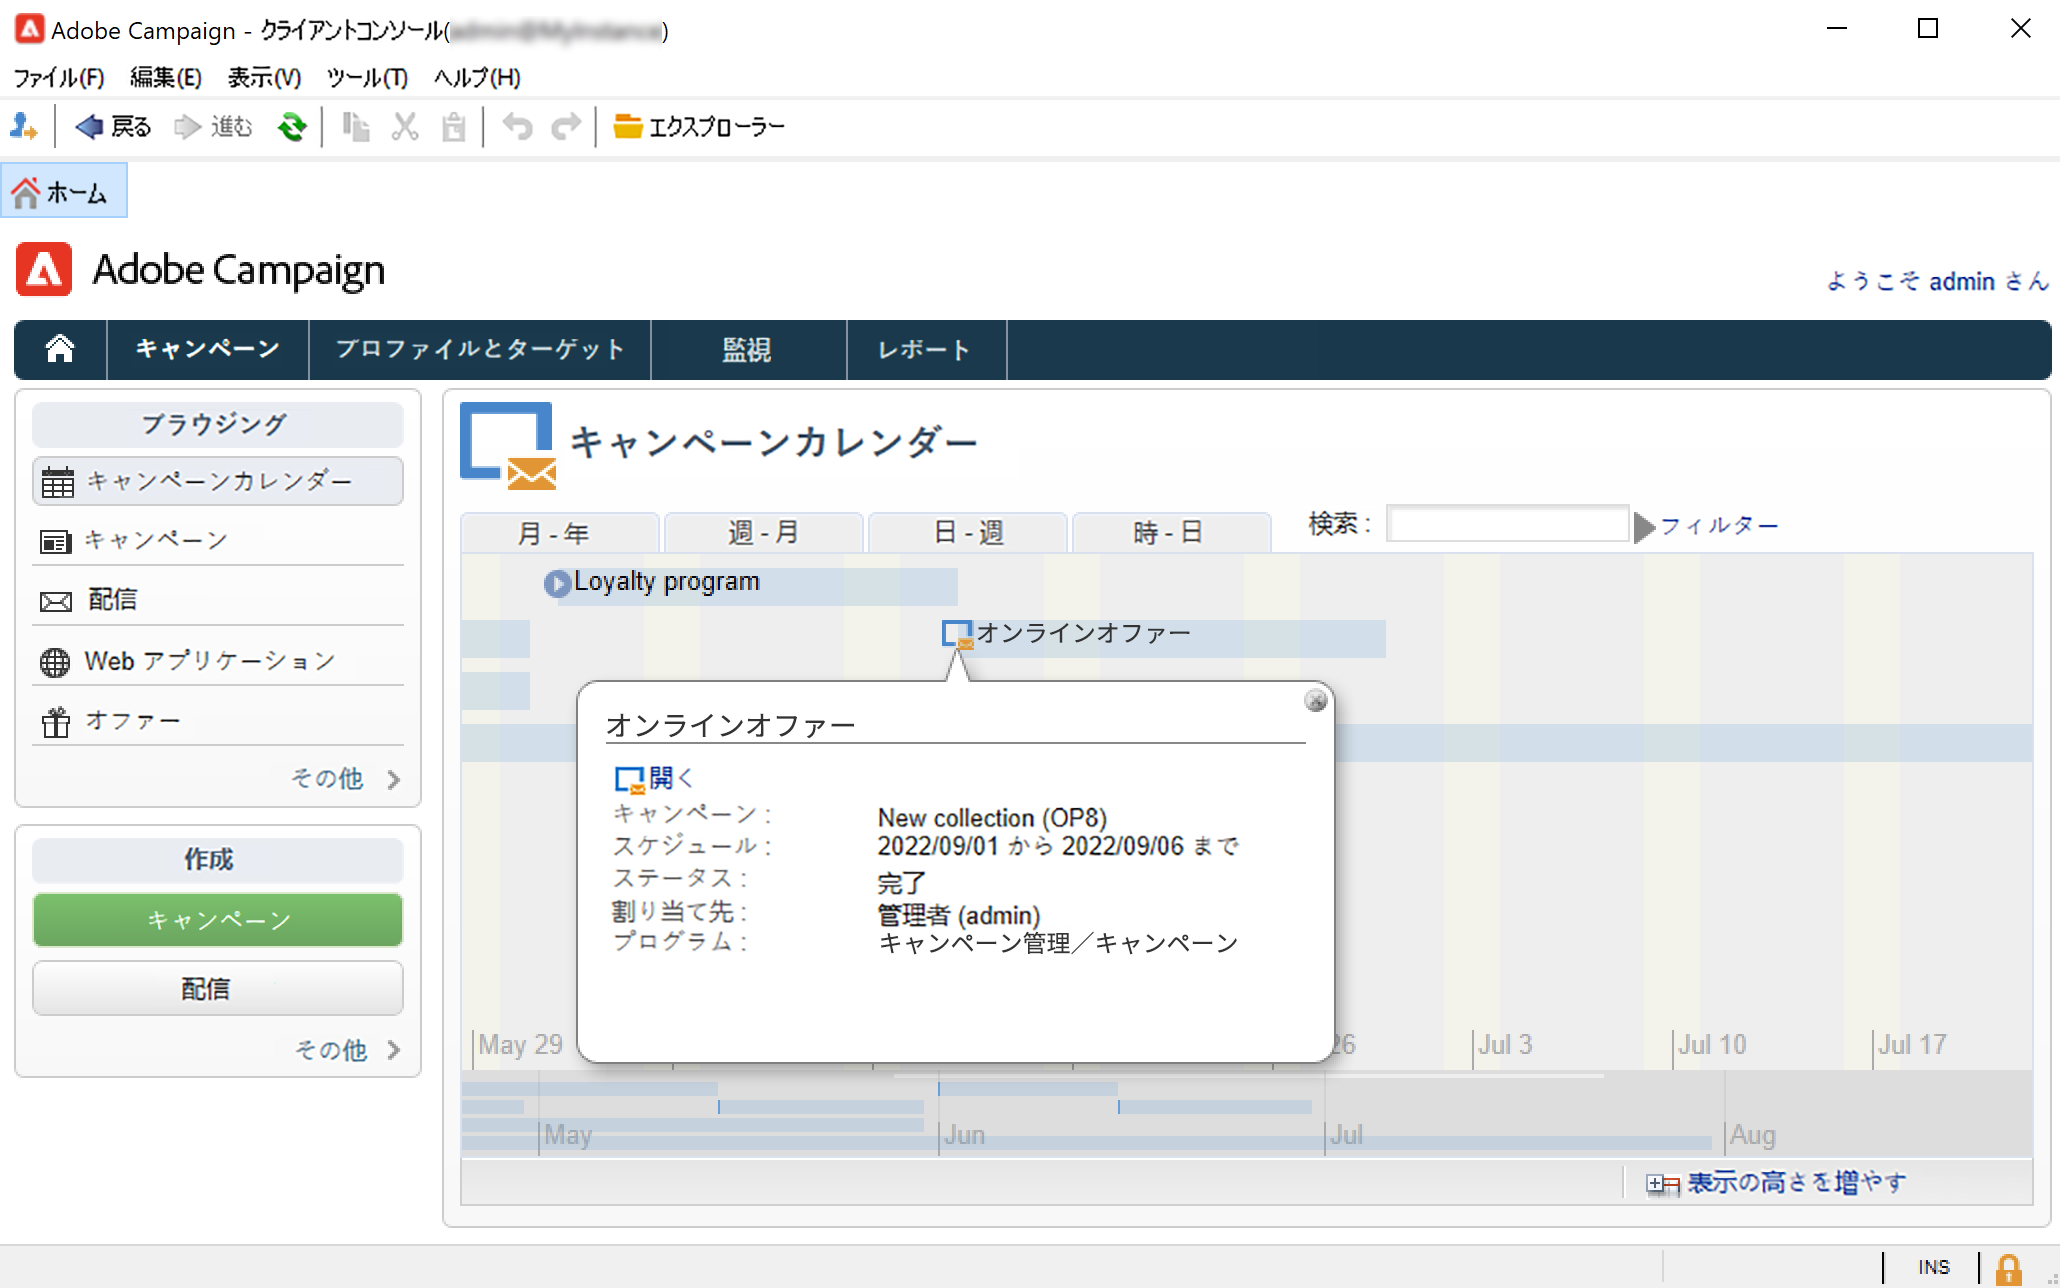 Adobe Campaign - クライアントコンソール( )
ファイル(F) 編集(E) 表示(V) ツール(T) ヘルプ(H)
戻る 進む エクスプローラー
ホーム
Adobe Campaign
ようこそ admin さん
キャンペーン プロファイルとターゲット 監視 レポート
ブラウジング
キャンペーンカレンダー
キャンペーン
配信
Web アプリケーション
オファー
その他
作成
キャンペーン
配信
その他
キャンペーンカレンダー
月 - 年 週 - 月 日 - 週 時 - 日 検索 : フィルター
Loyalty program
オンラインオファー
オンラインオファー
開く
キャンペーン : New collection (OP8)
スケジュール : 2022/09/01 から 2022/09/06 まで
ステータス : 完了
割り当て先 : 管理者 (admin)
プログラム : キャンペーン管理／キャンペーン
May 29 26 Jul 3 Jul 10 Jul 17
May Jun Jul Aug
表示の高さを増やす
INS